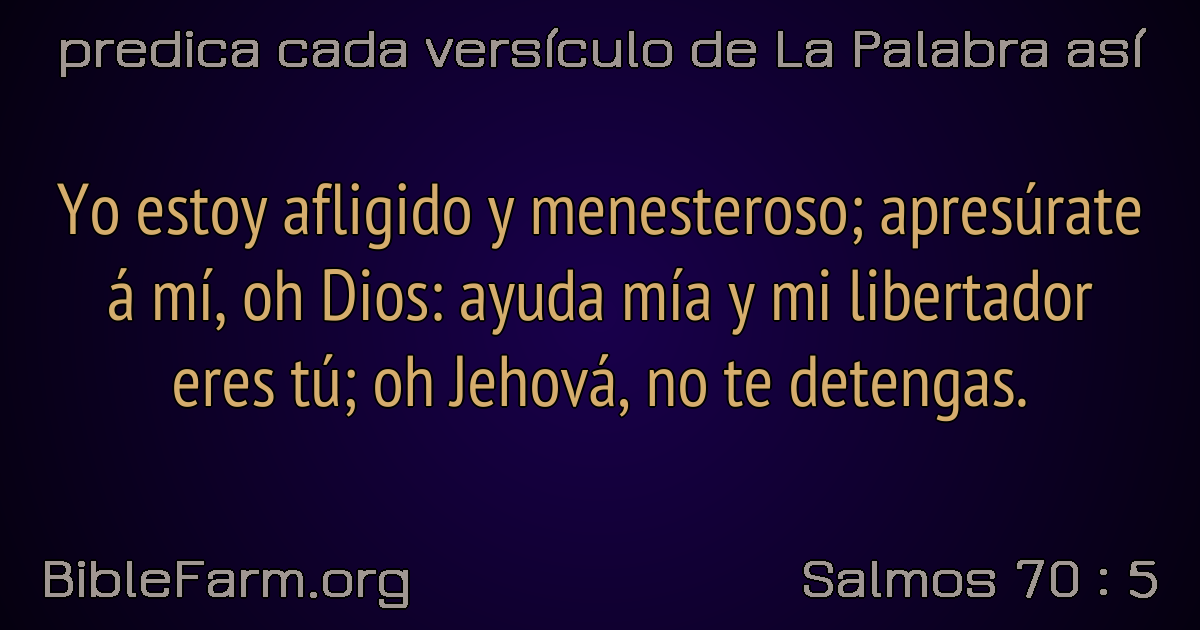 predica cada versículo de La Palabra así
Yo estoy afligido y menesteroso; apresúrate
á mí, oh Dios: ayuda mía y mi libertador
eres tú; oh Jehová, no te detengas.
BibleFarm.org
Salmos 70 : 5